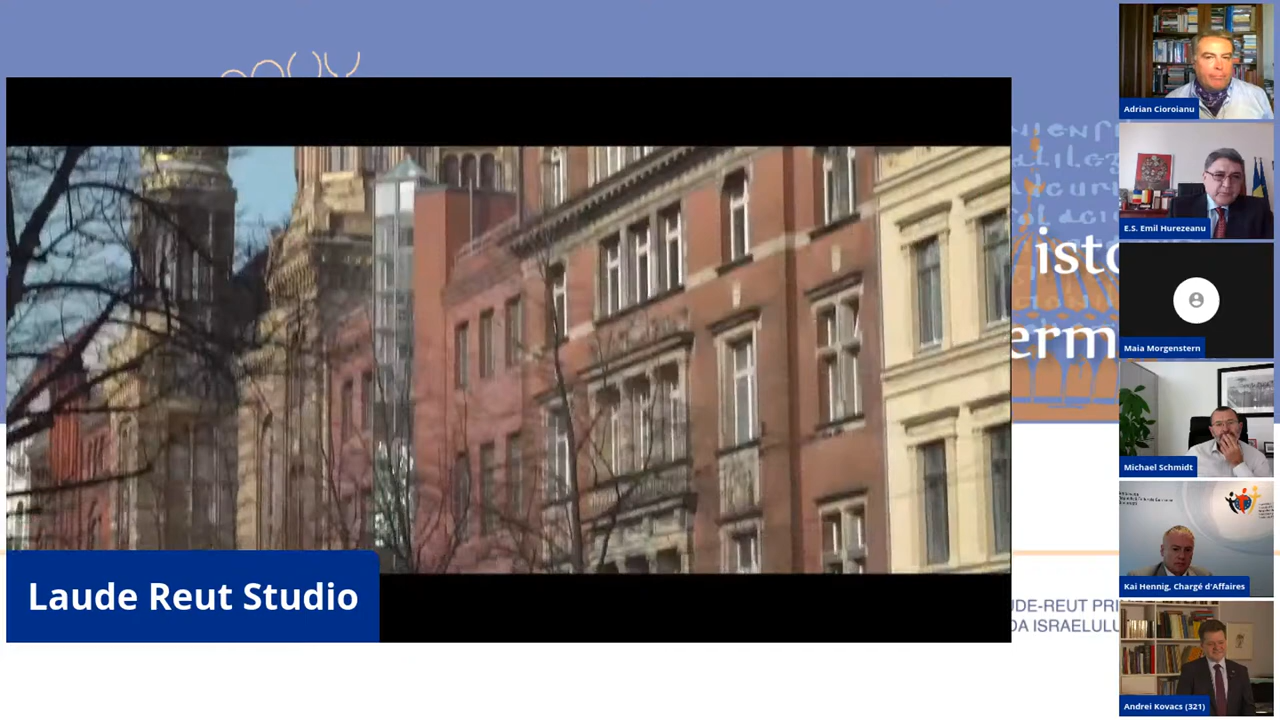 Laude Reut Studio
isto
erm
UDE-REUT PRI
DA ISRAELULU
Adrian Cioroianu
E.S. Emil Hurezeanu
Maia Morgenstern
Michael Schmidt
Kai Hennig, Chargé d'Affaires
Andrei Kovacs (321)